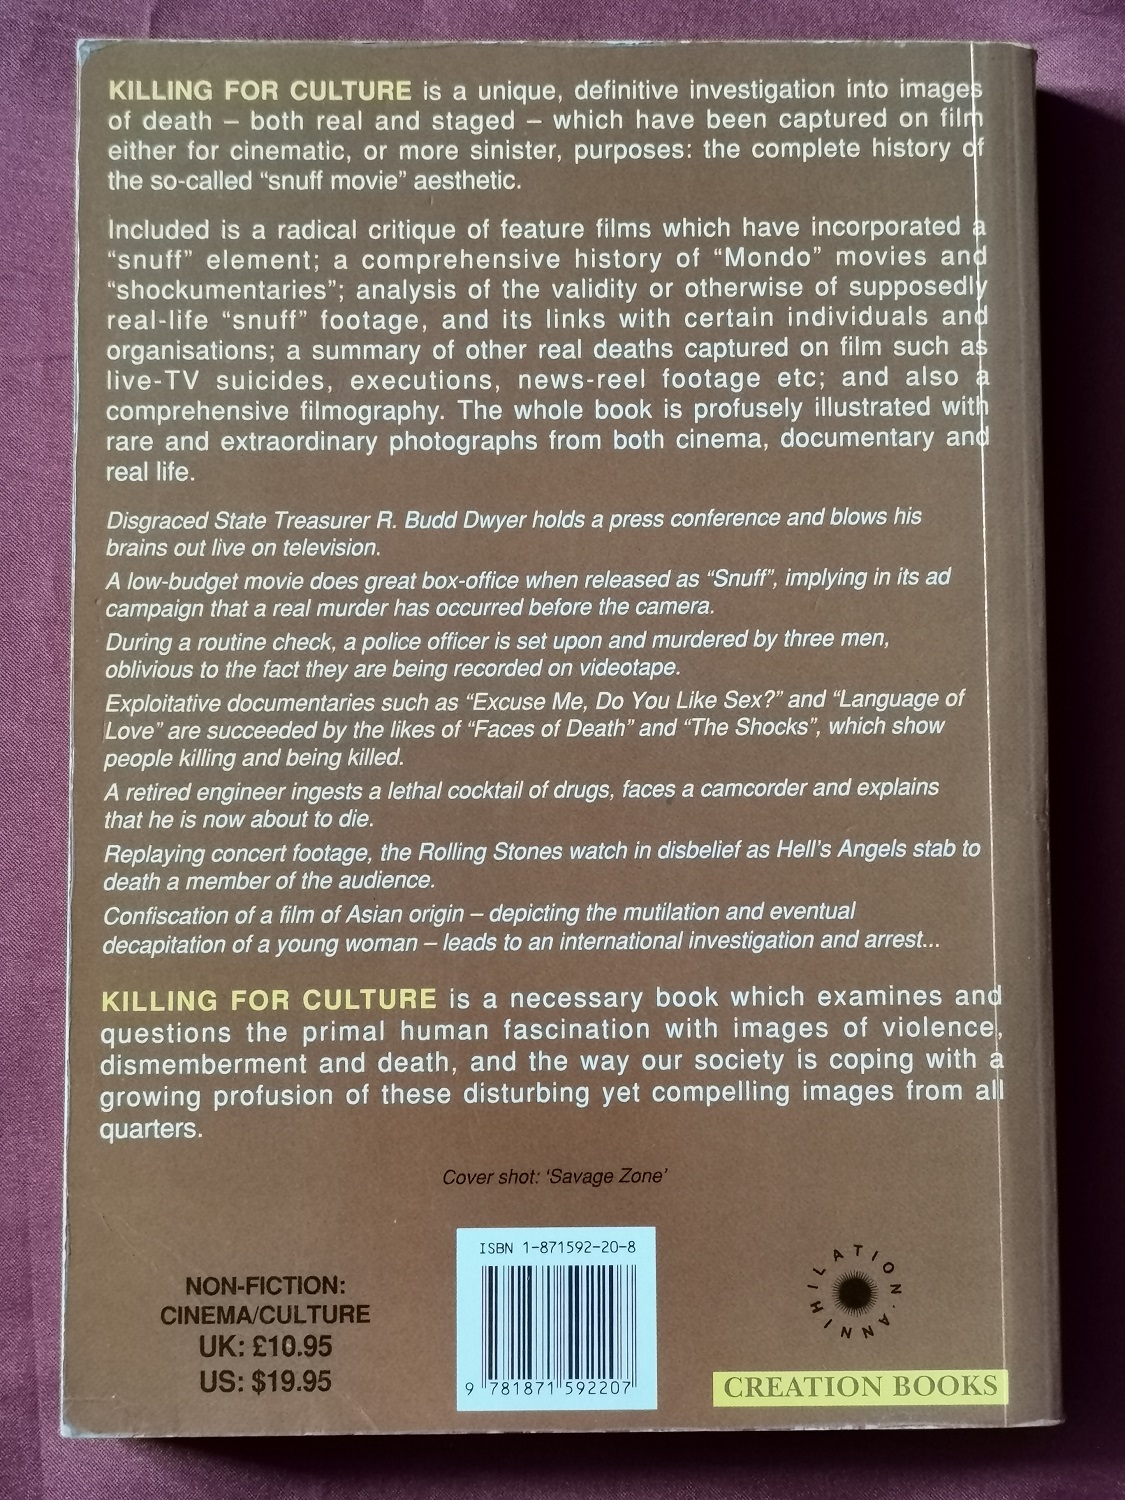 KILLING FOR CULTURE is a unique, definitive investigation into images
of death – both real and staged – which have been captured on film
either for cinematic, or more sinister, purposes: the complete history of
the so-called “snuff movie” aesthetic.
Included is a radical critique of feature films which have incorporated a
“snuff” element; a comprehensive history of “Mondo” movies and
“shockumentaries”; analysis of the validity or otherwise of supposedly
real-life “snuff” footage, and its links with certain individuals and
organisations; a summary of other real deaths captured on film such as
live-TV suicides, executions, news-reel footage etc; and also a
comprehensive filmography. The whole book is profusely illustrated with
rare and extraordinary photographs from both cinema, documentary and
real life.
Disgraced State Treasurer R. Budd Dwyer holds a press conference and blows his
brains out live on television.
A low-budget movie does great box-office when released as “Snuff”, implying in its ad
campaign that a real murder has occurred before the camera.
During a routine check, a police officer is set upon and murdered by three men,
oblivious to the fact they are being recorded on videotape.
Exploitative documentaries such as “Excuse Me, Do You Like Sex?” and “Language of
Love” are succeeded by the likes of “Faces of Death” and “The Shocks”, which show
people killing and being killed.
A retired engineer ingests a lethal cocktail of drugs, faces a camcorder and explains
that he is now about to die.
Replaying concert footage, the Rolling Stones watch in disbelief as Hell's Angels stab to
death a member of the audience.
Confiscation of a film of Asian origin – depicting the mutilation and eventual
decapitation of a young woman – leads to an international investigation and arrest...
KILLING FOR CULTURE is a necessary book which examines and
questions the primal human fascination with images of violence,
dismemberment and death, and the way our society is coping with a
growing profusion of these disturbing yet compelling images from all
quarters.
Cover shot: ‘Savage Zone’
NON-FICTION:
CINEMA/CULTURE
UK: £10.95
US: $19.95
ISBN 1-871592-20-8
9 781871 592207
ANNIHILATION
CREATION BOOKS